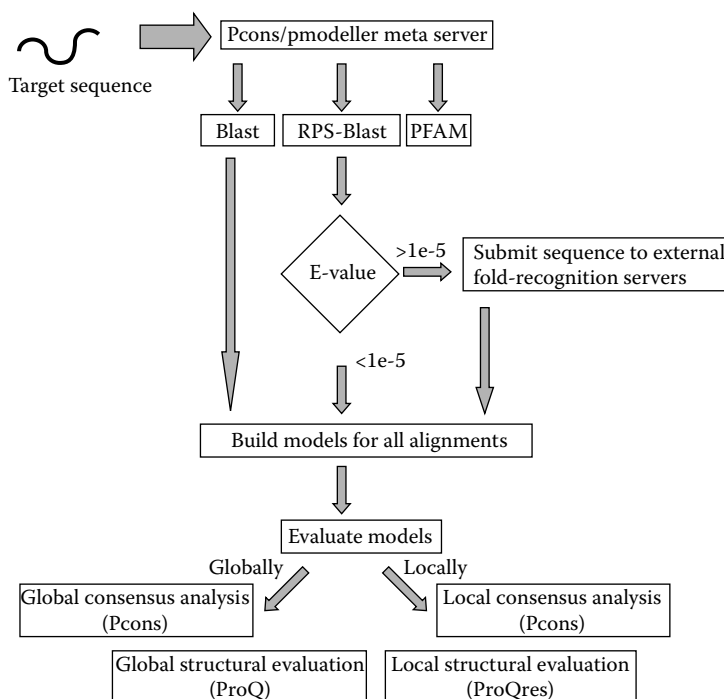 Target sequence
Pcons/pmodeller meta server
Blast
RPS-Blast
PFAM
E-value
>1e-5
Submit sequence to external
fold-recognition servers
<1e-5
Build models for all alignments
Evaluate models
Globally
Locally
Global consensus analysis
(Pcons)
Local consensus analysis
(Pcons)
Global structural evaluation
(ProQ)
Local structural evaluation
(ProQres)